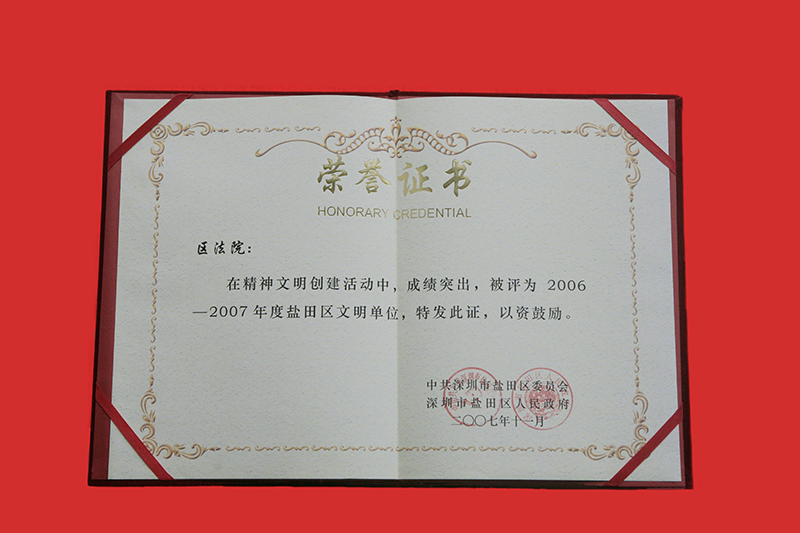 荣誉证书
HONORARY CREDENTIAL
区法院：
在精神文明创建活动中，成绩突出，被评为 2006
—2007 年度盐田区文明单位，特发此证，以资鼓励。
中共深圳市盐田区委员会
深圳市盐田区人民政府
二〇〇七年十一月